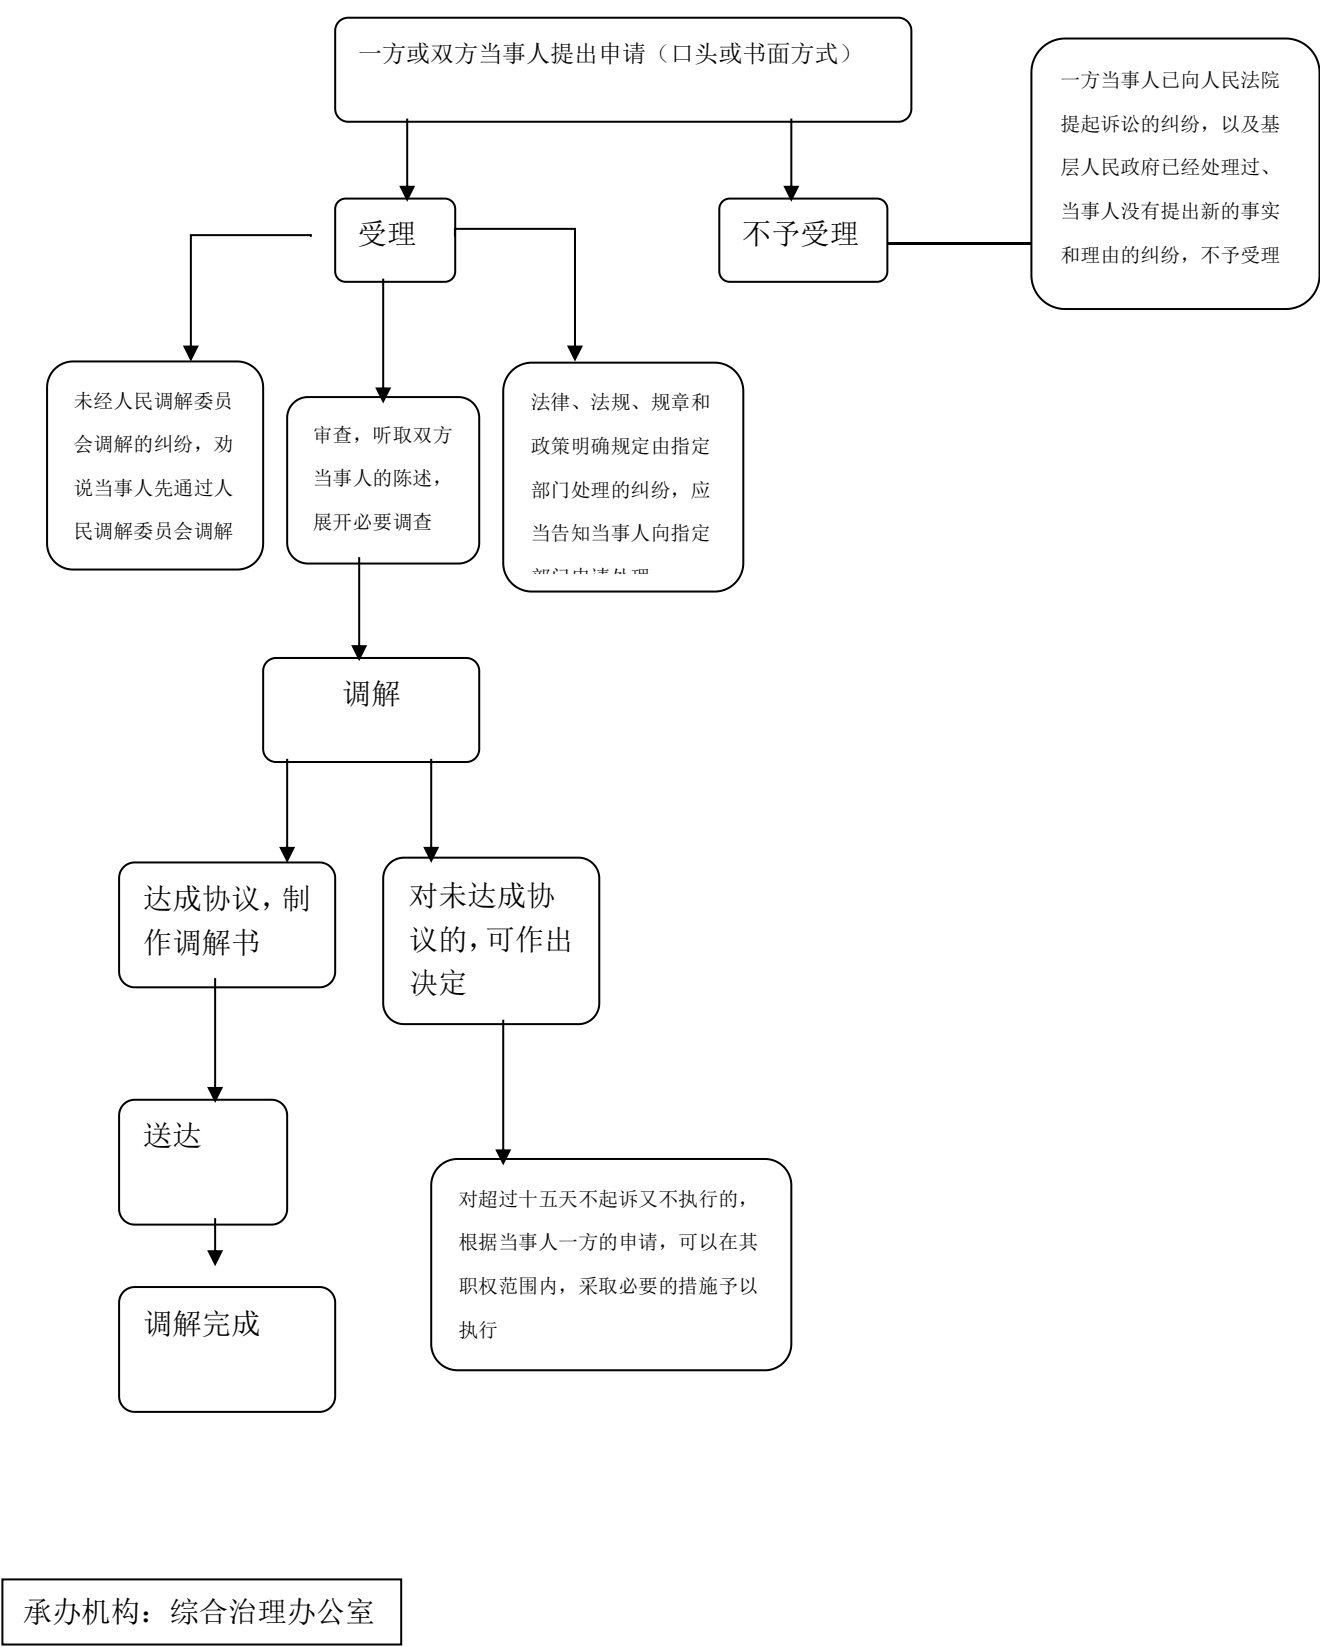 一方或双方当事人提出申请（口头或书面方式）
一方当事人已向人民法院
提起诉讼的纠纷，以及基
层人民政府已经处理过、
当事人没有提出新的事实
和理由的纠纷，不予受理
受理
不予受理
未经人民调解委员
会调解的纠纷，劝
说当事人先通过人
民调解委员会调解
审查，听取双方
当事人的陈述，
展开必要调查
法律、法规、规章和
政策明确规定由指定
部门处理的纠纷，应
当告知当事人向指定
部门申请处理
调解
达成协议，制
作调解书
对未达成协
议的，可作出
决定
送达
对超过十五天不起诉又不执行的，
根据当事人一方的申请，可以在其
职权范围内，采取必要的措施予以
执行
调解完成
承办机构：综合治理办公室